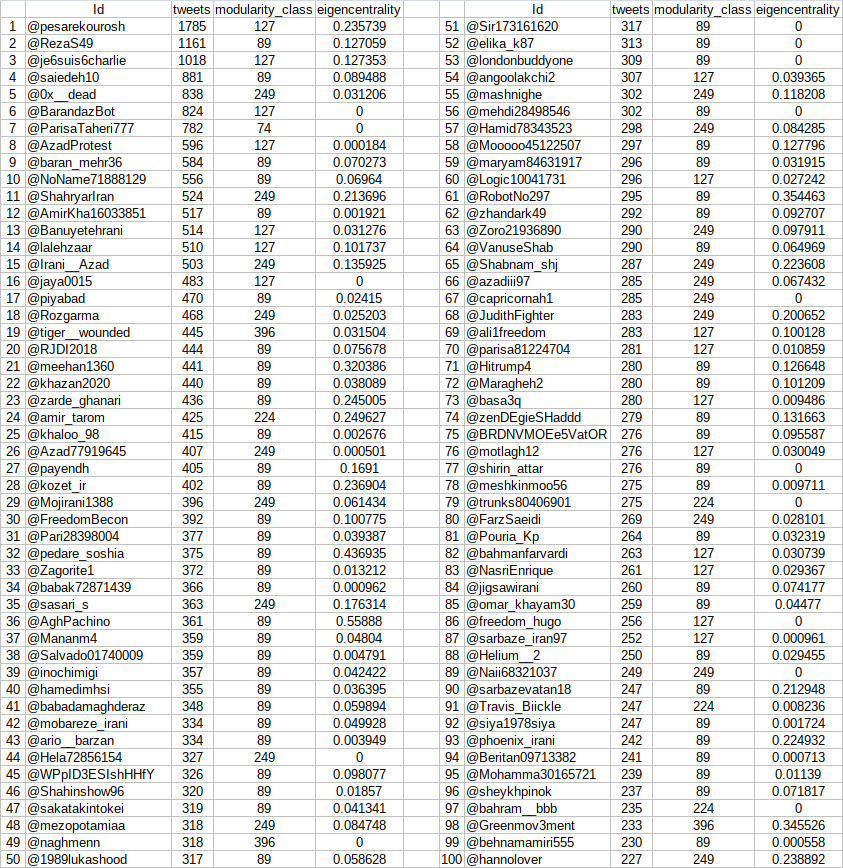 Id tweets modularity_class eigencentrality Id tweets modularity_class eigencentrality
1 @pesarekourosh 1785 127 0.235739 51 @Sir173161620 317 89 0
2 @RezaS49 1161 89 0.127059 52 @elika_k87 313 89 0
3 @je6suis6charlie 1018 127 0.127353 53 @londonbuddyone 309 89 0
4 @saiedeh10 881 89 0.089488 54 @angoolakchi2 307 127 0.039365
5 @0x__dead 838 249 0.031206 55 @mashnighe 302 249 0.118208
6 @BarandazBot 824 127 0 56 @mehdi28498546 302 89 0
7 @ParisaTaheri777 782 74 0 57 @Hamid78343523 298 249 0.084285
8 @AzadProtest 596 127 0.000184 58 @Mooooo45122507 297 89 0.127796
9 @baran_mehr36 584 89 0.070273 59 @maryam84631917 296 89 0.031915
10 @NoName71888129 556 89 0.06964 60 @Logic10041731 296 127 0.027242
11 @ShahryarIran 524 249 0.213696 61 @RobotNo297 295 89 0.354463
12 @AmirKha16033851 517 89 0.001921 62 @zhandark49 292 89 0.092707
13 @Banuyetehrani 514 127 0.031276 63 @Zoro21936890 290 249 0.097911
14 @lalehzaar 510 127 0.101737 64 @VanuseShab 290 89 0.064969
15 @Irani__Azad 503 249 0.135925 65 @Shabnam_shj 287 249 0.223608
16 @jaya0015 483 127 0 66 @azadiii97 285 249 0.067432
17 @piyabad 470 89 0.02415 67 @capricornah1 285 249 0
18 @Rozgarma 468 249 0.025203 68 @JudithFighter 283 249 0.200652
19 @tiger__wounded 445 396 0.031504 69 @ali1freedom 283 127 0.100128
20 @RJDI2018 444 89 0.075678 70 @parisa81224704 281 127 0.010859
21 @meehan1360 441 89 0.320386 71 @Hitrump4 280 89 0.126648
22 @khazan2020 440 89 0.038089 72 @Maragheh2 280 89 0.101209
23 @zarde_ghanari 436 89 0.245005 73 @basa3q 280 127 0.009486
24 @amir_tarom 425 224 0.249627 74 @zenDEgieSHaddd 279 89 0.131663
25 @khaloo_98 415 89 0.002676 75 @BRDNVMOEe5VatOR 276 89 0.095587
26 @Azad77919645 407 249 0.000501 76 @motlagh12 276 127 0.030049
27 @payendh 405 89 0.1691 77 @shirin_attar 276 89 0
28 @kozet_ir 402 89 0.236904 78 @meshkinmoo56 275 89 0.009711
29 @Mojirani1388 396 249 0.061434 79 @trunks80406901 275 224 0
30 @FreedomBecon 392 89 0.100775 80 @FarzSaeidi 269 249 0.028101
31 @Pari28398004 377 89 0.039387 81 @Pouria_Kp 264 89 0.032319
32 @pedare_soshia 375 89 0.436935 82 @bahmanfarvardi 263 127 0.030739
33 @Zagorite1 372 89 0.013212 83 @NasriEnrique 261 127 0.029367
34 @babak72871439 366 89 0.000962 84 @jigsawirani 260 89 0.074177
35 @sasari_s 363 249 0.176314 85 @omar_khayam30 259 89 0.04477
36 @AghPachino 361 89 0.55888 86 @freedom_hugo 256 127 0
37 @Mananm4 359 89 0.04804 87 @sarbaze_iran97 252 127 0.000961
38 @Salvado01740009 359 89 0.004791 88 @Helium__2 250 89 0.029455
39 @inochimigi 357 89 0.042422 89 @Naii68321037 249 249 0
40 @hamedimhsi 355 89 0.036395 90 @sarbazevatan18 247 89 0.212948
41 @babadamaghderaz 348 89 0.059894 91 @Travis_Biickle 247 224 0.008236
42 @mobareze_irani 334 89 0.049928 92 @siya1978siya 247 89 0.001724
43 @ario__barzan 334 89 0.003949 93 @phoenix_irani 242 89 0.224932
44 @Hela72856154 327 249 0 94 @Beritan09713382 241 89 0.000713
45 @WPpID3ESIshHHfY 326 89 0.098077 95 @Mohamma30165721 239 89 0.01139
46 @Shahinshow96 320 89 0.01857 96 @sheykhpinok 237 89 0.071817
47 @sakatakintokei 319 89 0.041341 97 @bahram__bbb 235 224 0
48 @mezopotamiaa 318 249 0.084748 98 @Greenmov3ment 233 396 0.345526
49 @naghmenn 318 396 0 99 @behnamamiri555 230 89 0.000558
50 @1989lukashood 317 89 0.058628 100 @hannolover 227 249 0.238892